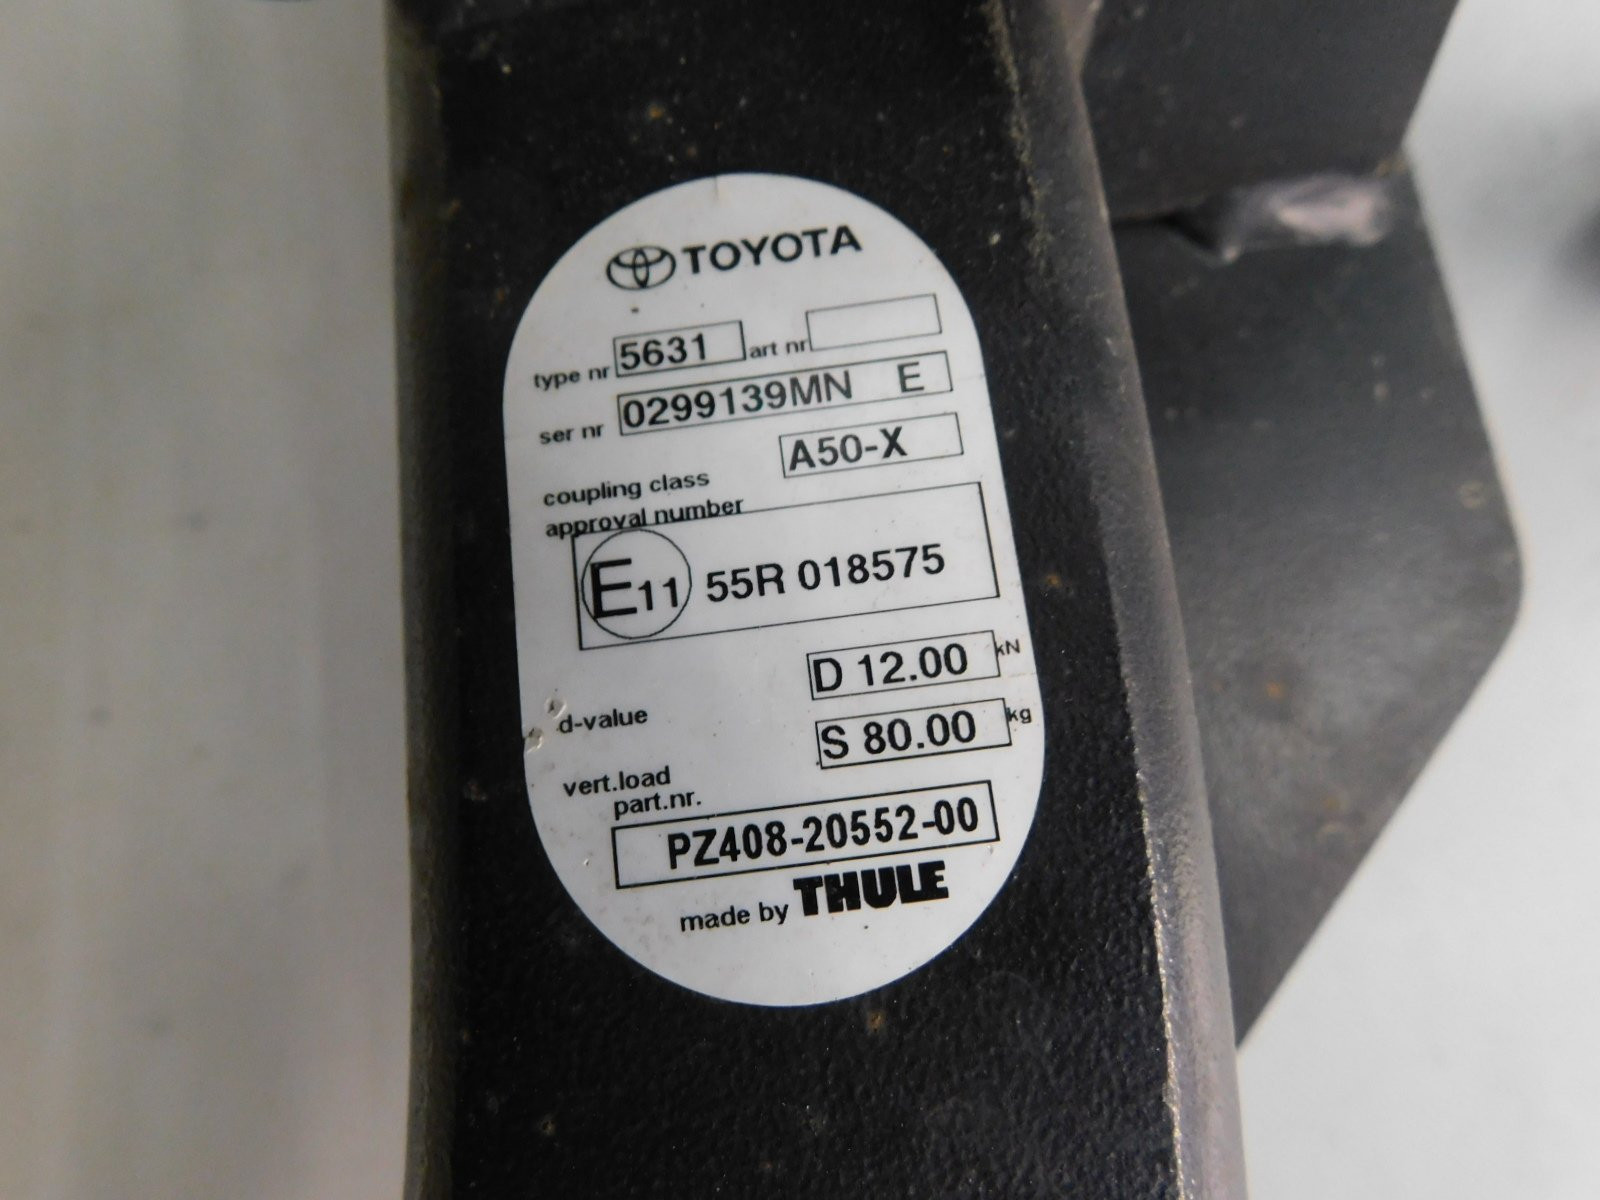 TOYOTA
type nr 5631 art nr
ser nr 0299139MN E
coupling class A50-X
approval number
E11 55R 018575
d-value D 12.00 kN
vert.load S 80.00 kg
part.nr.
PZ408-20552-00
made by THULE